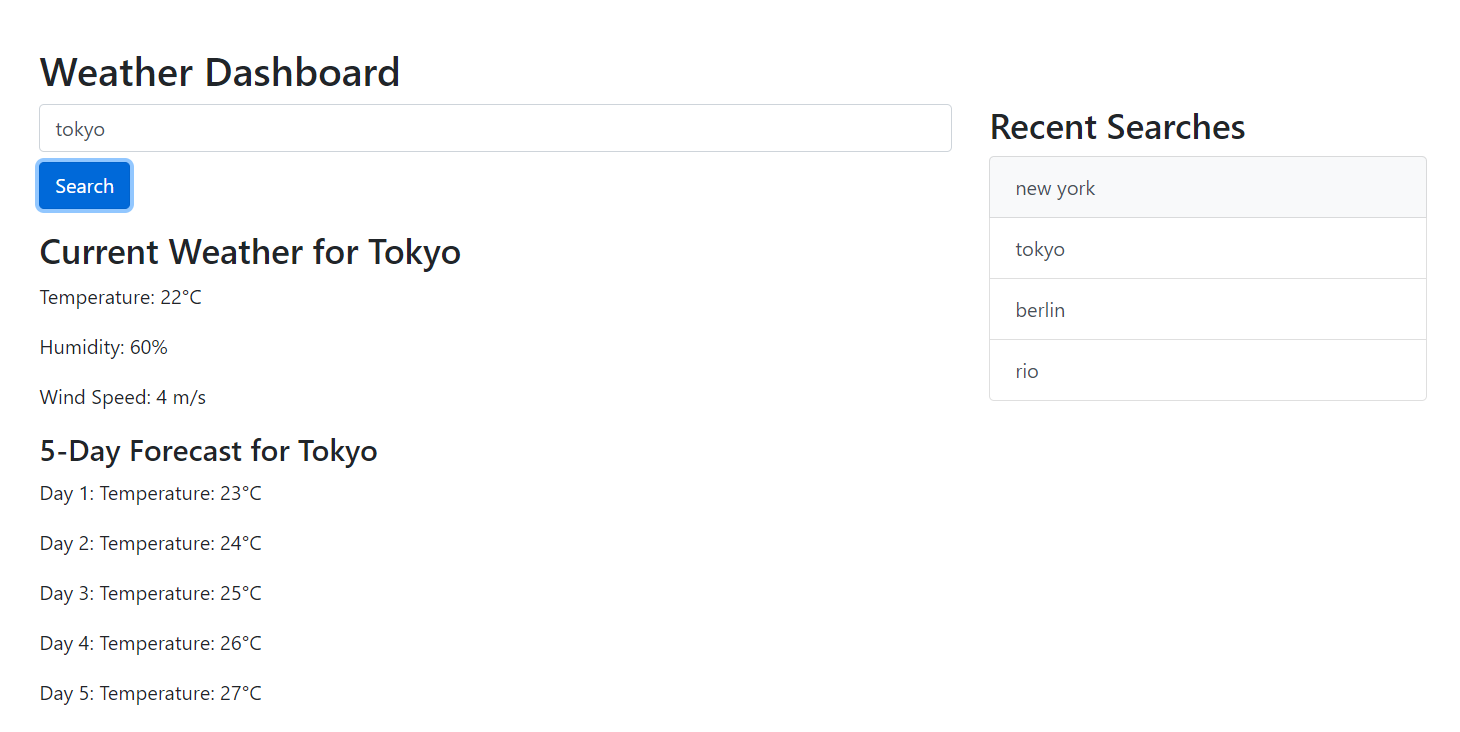 Weather Dashboard
tokyo
Search
Current Weather for Tokyo
Temperature: 22°C
Humidity: 60%
Wind Speed: 4 m/s
5-Day Forecast for Tokyo
Day 1: Temperature: 23°C
Day 2: Temperature: 24°C
Day 3: Temperature: 25°C
Day 4: Temperature: 26°C
Day 5: Temperature: 27°C
Recent Searches
new york
tokyo
berlin
rio